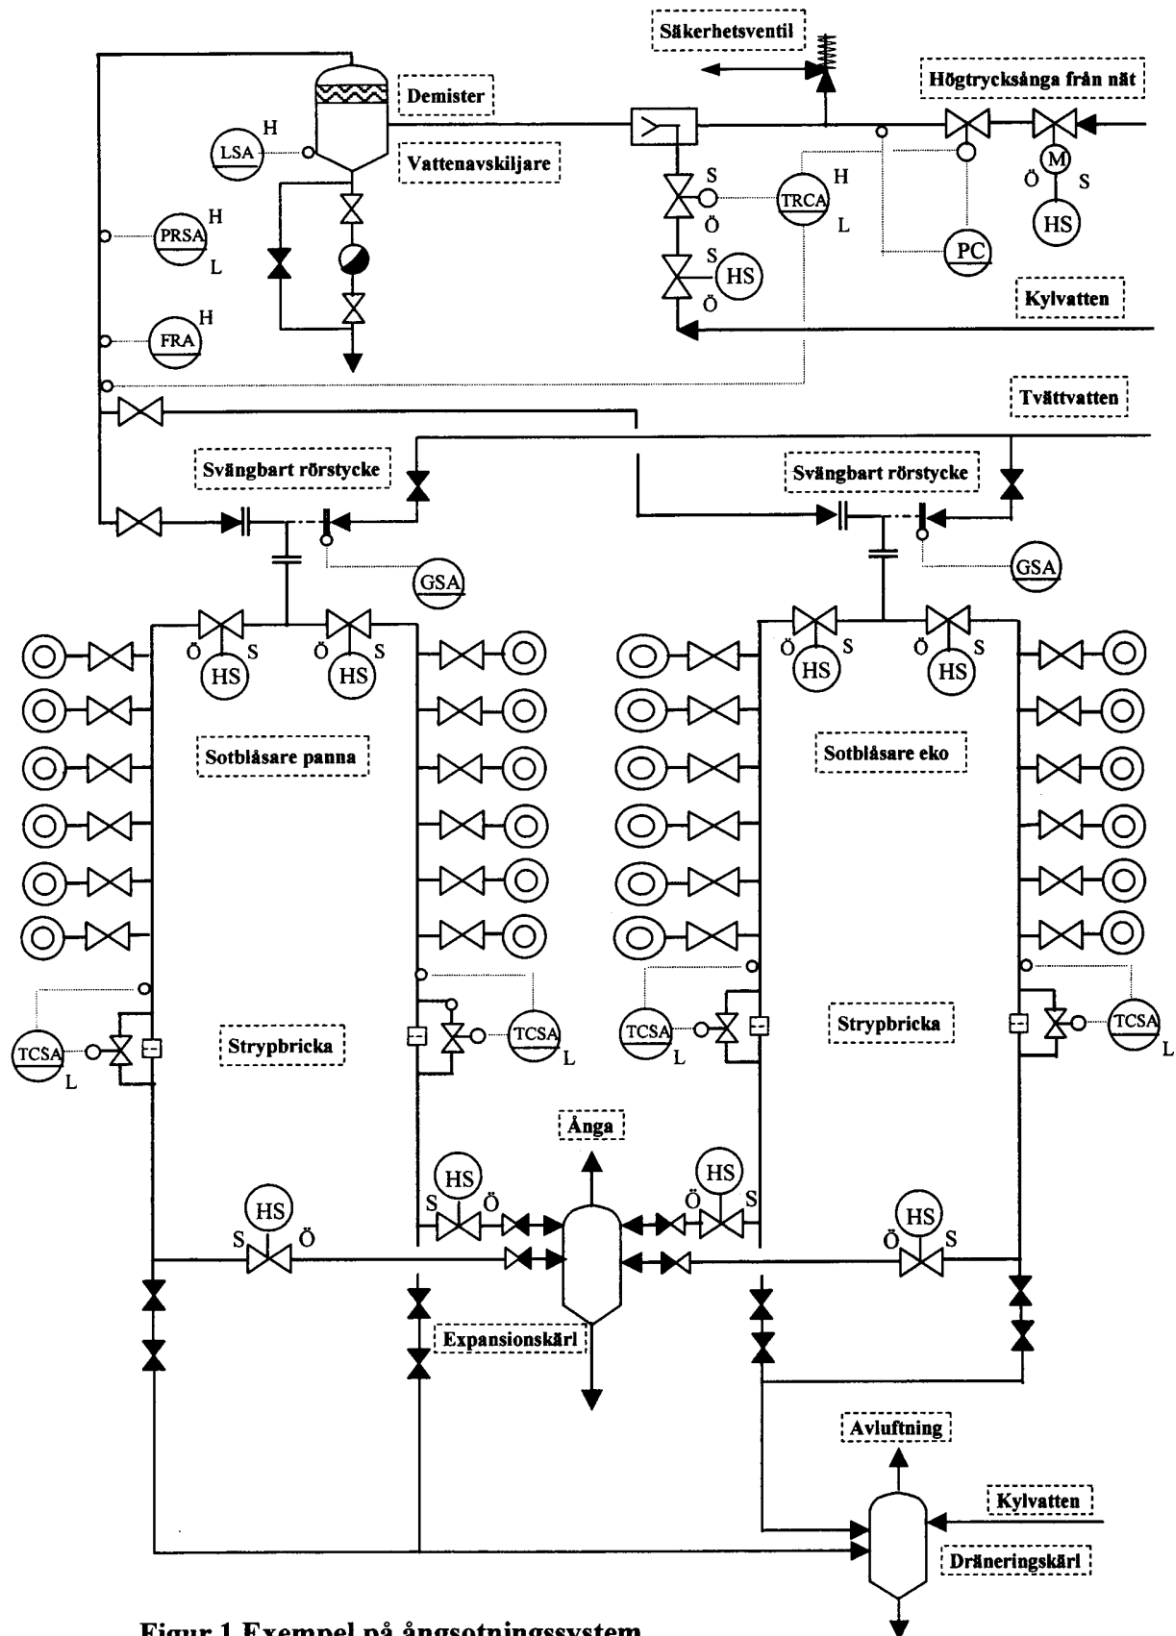 Säkerhetsventil
Högtrycksånga från nät
Demister
H
LSA
Vattenavskiljare
S
Ö
TRCA
H
L
M
Ö
S
HS
PRSA
H
L
S
HS
Ö
PC
Kylvatten
FRA
H
Tvättvatten
Svängbart rörstycke
Svängbart rörstycke
GSA
GSA
Ö
S
HS
Ö
S
HS
Ö
S
HS
Ö
S
HS
Sotblåsare panna
Sotblåsare eko
TCSA
L
Strypbricka
TCSA
L
TCSA
L
Strypbricka
TCSA
L
Ånga
HS
S
Ö
HS
Ö
S
HS
S
Ö
HS
Ö
S
Expansionskärl
Avluftning
Kylvatten
Dräneringskärl
Figur 1 Exempel på ångsotningssystem